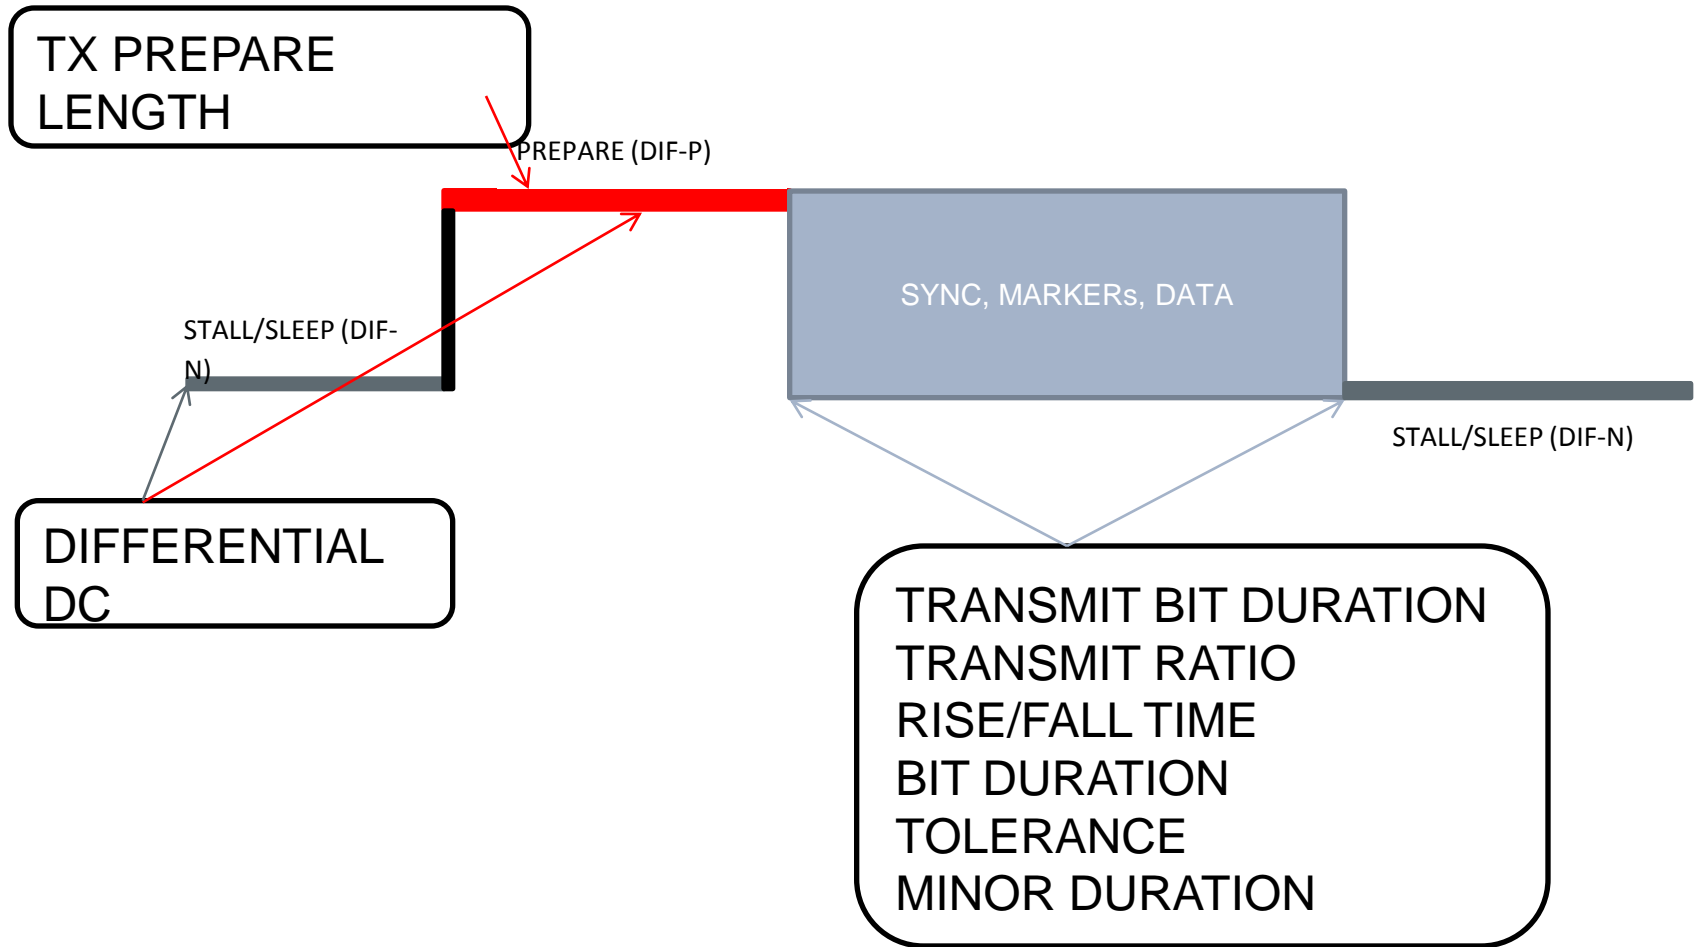 TX PREPARE
LENGTH
PREPARE (DIF-P)
SYNC, MARKERs, DATA
STALL/SLEEP (DIF-
N)
STALL/SLEEP (DIF-N)
DIFFERENTIAL
DC
TRANSMIT BIT DURATION
TRANSMIT RATIO
RISE/FALL TIME
BIT DURATION
TOLERANCE
MINOR DURATION